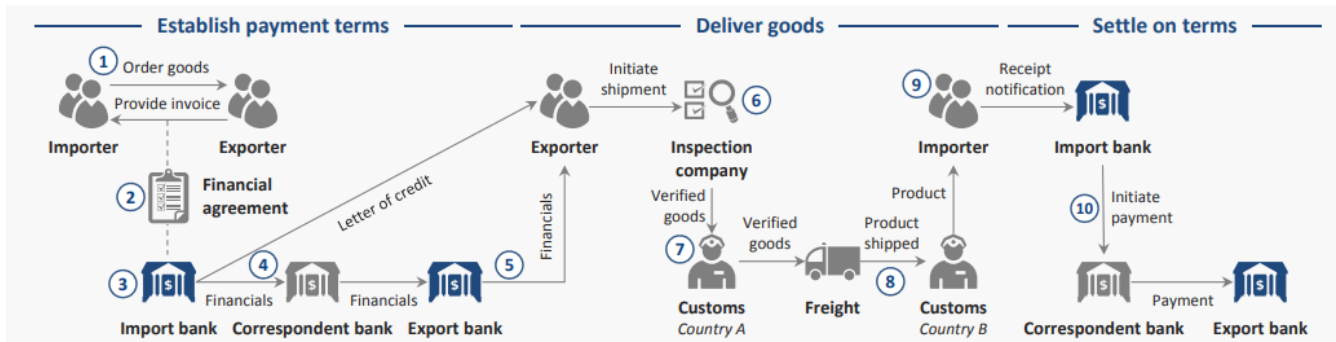 Establish payment terms
Deliver goods
Settle on terms
1
Order goods
Provide invoice
Importer
Exporter
2
Financial
agreement
3
4
5
Letter of credit
Financials
Financials
Financials
$
$
$
Import bank
Correspondent bank
Export bank
Exporter
Initiate
shipment
6
Inspection
company
Verified
goods
7
Verified
goods
Product
shipped
8
Customs
Country A
Freight
Customs
Country B
Product
9
Importer
Receipt
notification
$
Import bank
10
Initiate
payment
$
Payment
$
Correspondent bank
Export bank